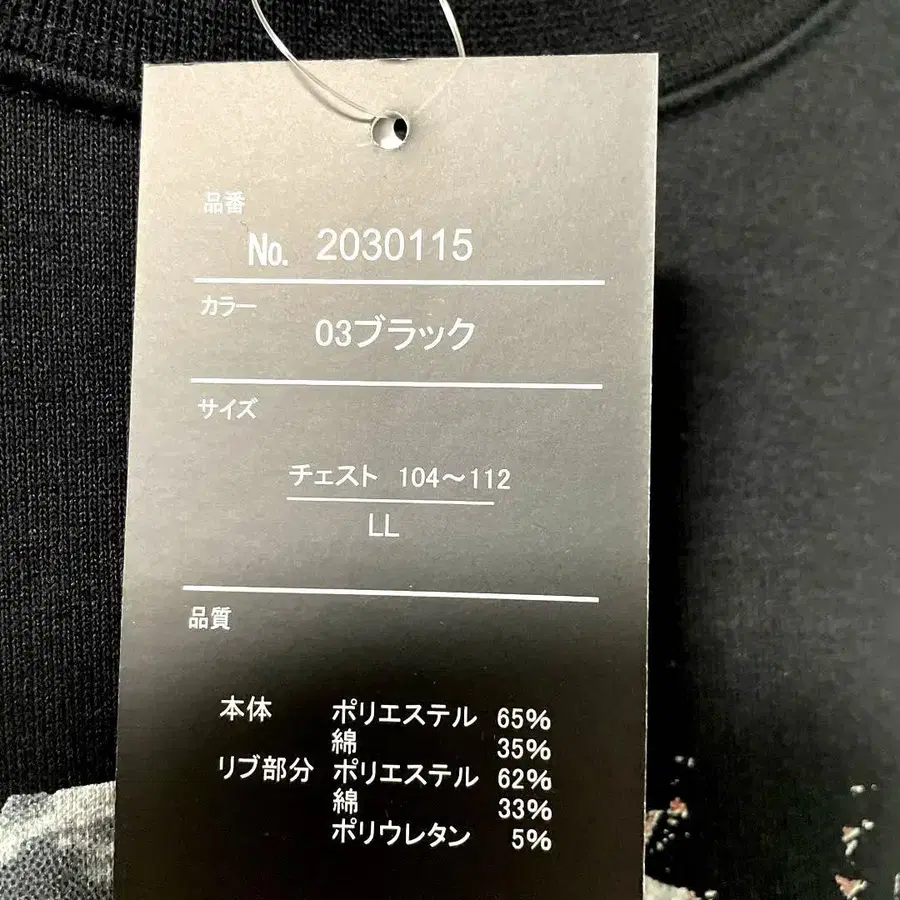 品番
No. 2030115
カラー
03ブラック
サイズ
チェスト 104～112
LL
品質
本体 ポリエステル 65%
綿 35%
リブ部分 ポリエステル 62%
綿 33%
ポリウレタン 5%